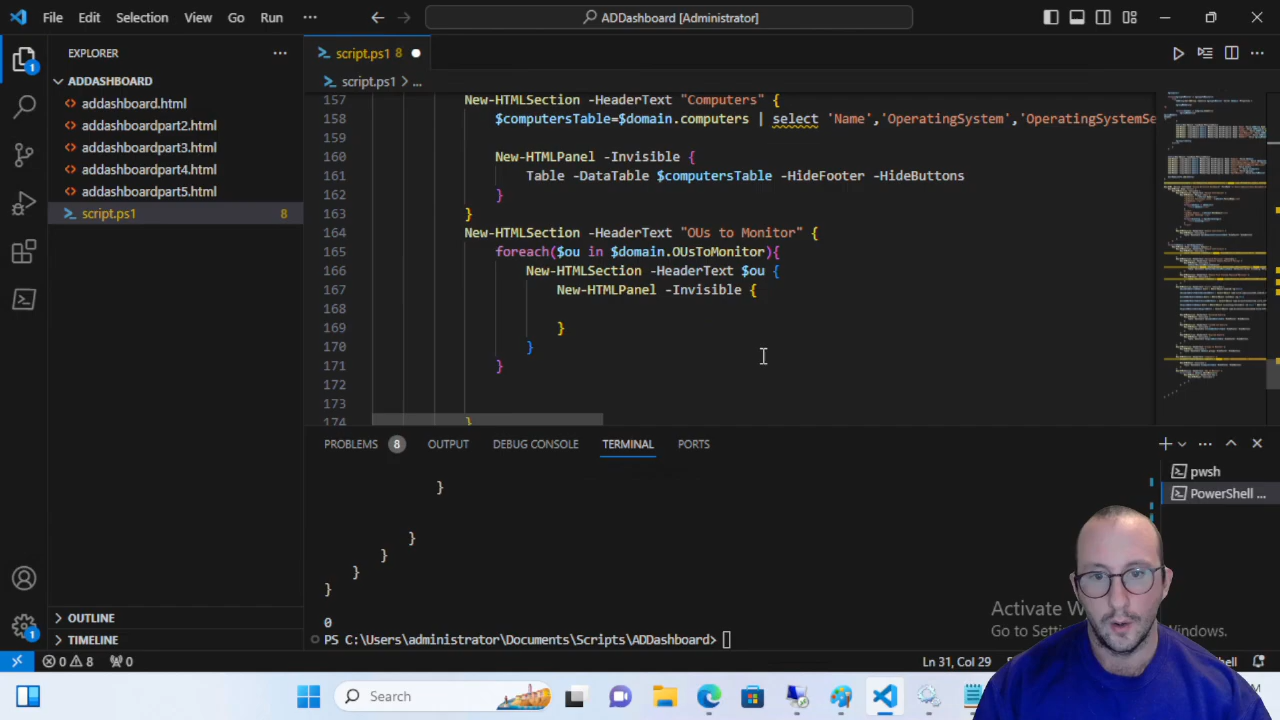 File Edit Selection View Go Run ··· ADDashboard [Administrator]
EXPLORER ···
ADDASHBOARD
addashboard.html
addashboardpart2.html
addashboardpart3.html
addashboardpart4.html
addashboardpart5.html
script.ps1 8
OUTLINE
TIMELINE
1
1
script.ps1 8
script.ps1 > ...
157 New-HTMLSection -HeaderText "Computers" {
158 $computersTable=$domain.computers | select 'Name','OperatingSystem','OperatingSystemSe
159
160 New-HTMLPanel -Invisible {
161 Table -DataTable $computersTable -HideFooter -HideButtons
162 }
163 }
164 New-HTMLSection -HeaderText "OUs to Monitor" {
165 foreach($ou in $domain.OUsToMonitor){
166 New-HTMLSection -HeaderText $ou {
167 New-HTMLPanel -Invisible {
168
169 }
170 }
171 }
172
173
174 }
PROBLEMS 8 OUTPUT DEBUG CONSOLE TERMINAL PORTS
}
}
}
}
}
0
PS C:\Users\administrator\Documents\Scripts\ADDashboard>
pwsh
PowerShell ...
Activate W
Go to Setti
Windows.
0 8 0
Ln 31, Col 29
Search